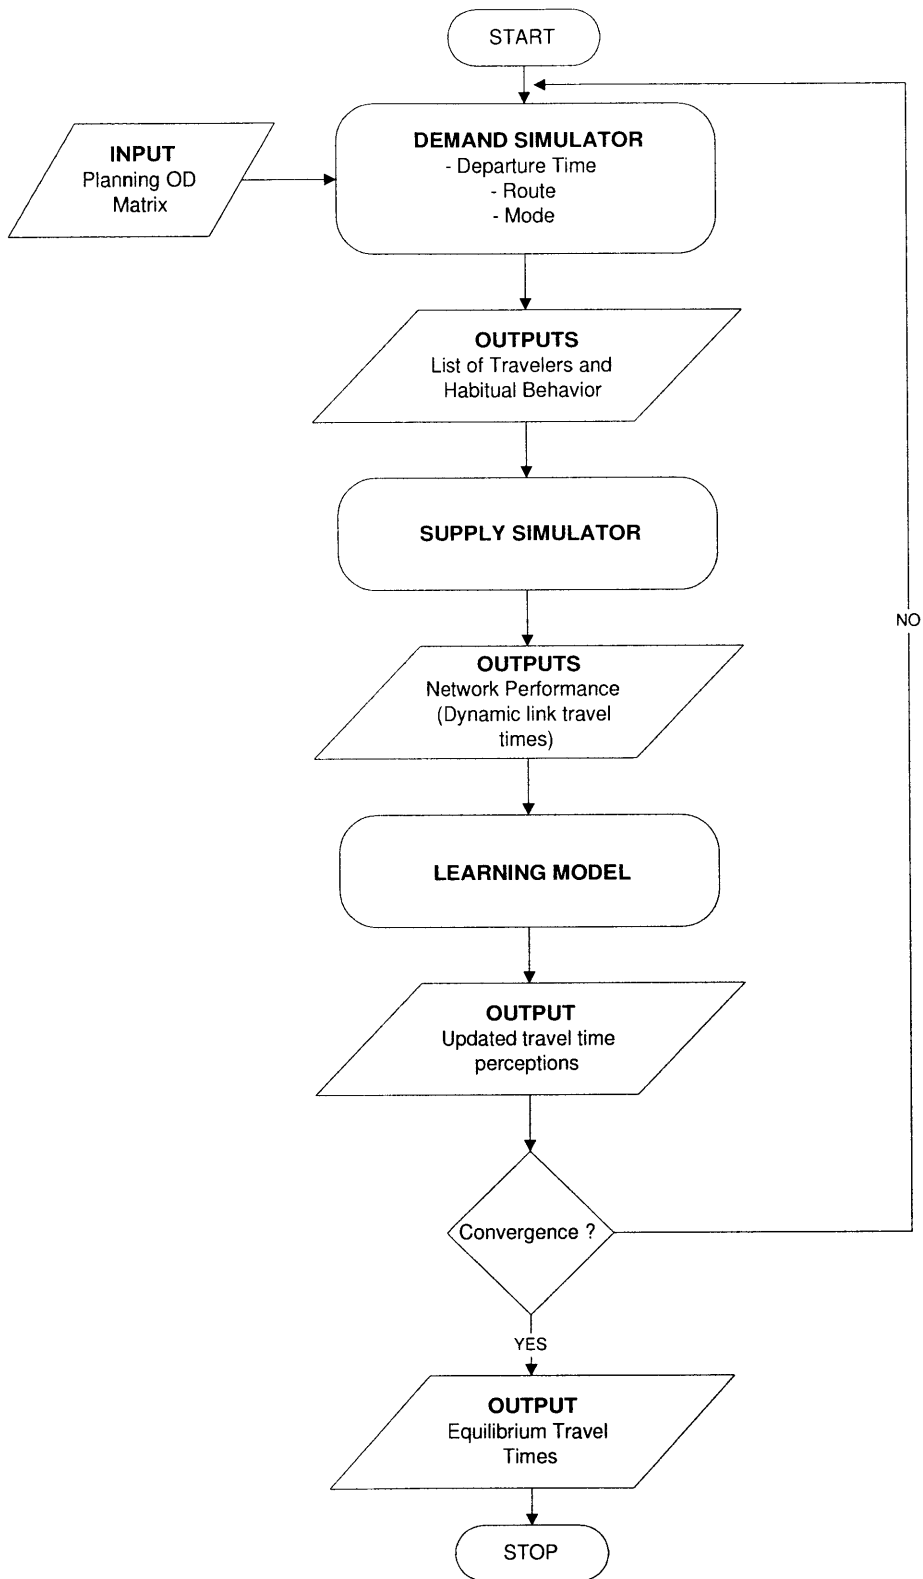 START
DEMAND SIMULATOR
- Departure Time
- Route
- Mode
INPUT
Planning OD
Matrix
OUTPUTS
List of Travelers and
Habitual Behavior
SUPPLY SIMULATOR
NO
OUTPUTS
Network Performance
(Dynamic link travel
times)
LEARNING MODEL
OUTPUT
Updated travel time
perceptions
Convergence ?
YES
OUTPUT
Equilibrium Travel
Times
STOP